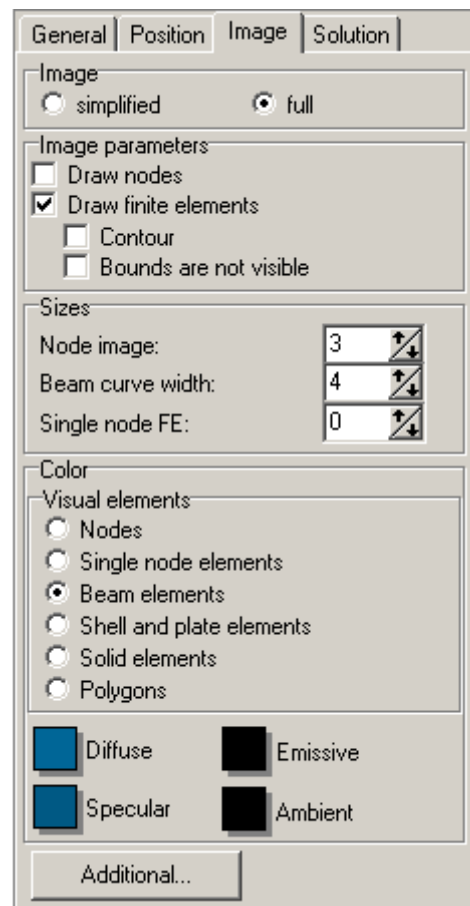 General Position Image Solution
Image
simplified full
Image parameters
Draw nodes
Draw finite elements
Contour
Bounds are not visible
Sizes
Node image: 3
Beam curve width: 4
Single node FE: 0
Color
Visual elements
Nodes
Single node elements
Beam elements
Shell and plate elements
Solid elements
Polygons
Diffuse Emissive
Specular Ambient
Additional...